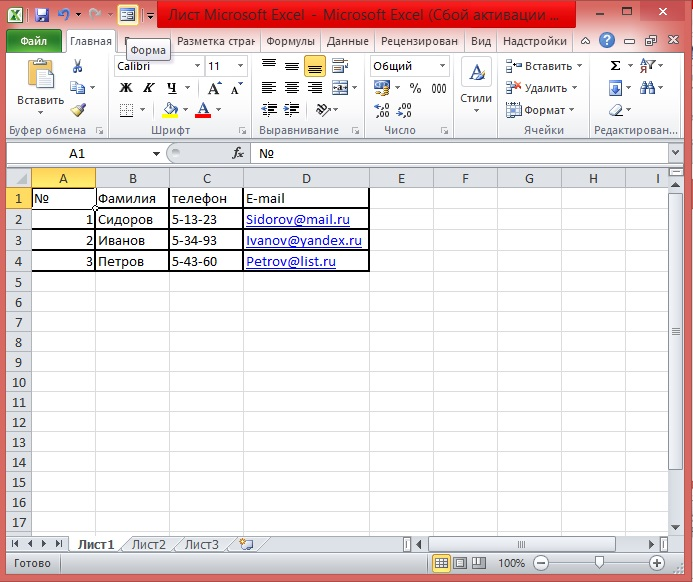 Лист Microsoft Excel - Microsoft Excel (Сбой активации ...
Файл Главная Разметка стран Формулы Данные Рецензирован Вид Надстройки
Форма
Вставить
Calibri 11
Ж К Ч
Общий
% 000
Стили
Вставить
Удалить
Формат
Σ
Буфер обмена Шрифт Выравнивание Число Ячейки Редактирован...
A1 fx №
A B C D E F G H I
1 № Фамилия телефон E-mail
2 1 Сидоров 5-13-23 Sidorov@mail.ru
3 2 Иванов 5-34-93 Ivanov@yandex.ru
4 3 Петров 5-43-60 Petrov@list.ru
5
6
7
8
9
10
11
12
13
14
15
16
17
Лист1 Лист2 Лист3
Готово 100%